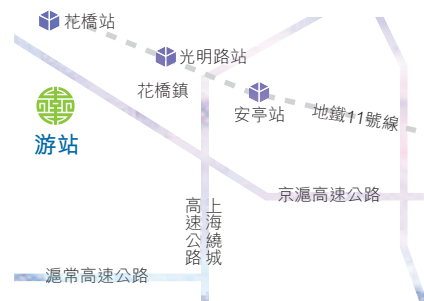 花橋站
光明路站
花橋鎮
安亭站
地鐵11號線
游站
京滬高速公路
上海繞城
高速公路
滬常高速公路